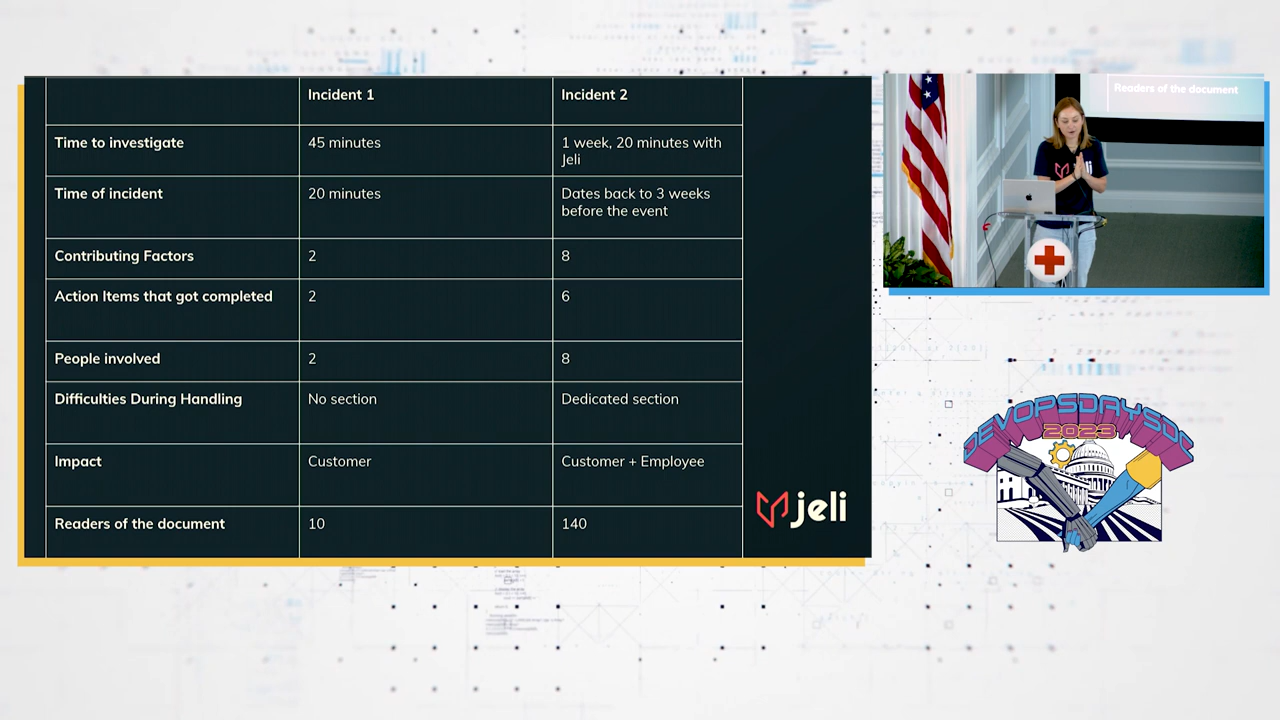 Incident 1
Incident 2
Time to investigate
45 minutes
1 week, 20 minutes with
Jeli
Time of incident
20 minutes
Dates back to 3 weeks
before the event
Contributing Factors
2
8
Action Items that got completed
2
6
People involved
2
8
Difficulties During Handling
No section
Dedicated section
Impact
Customer
Customer + Employee
Readers of the document
10
140
jeli
Readers of the document
DEVOPSDAYSDC
2023